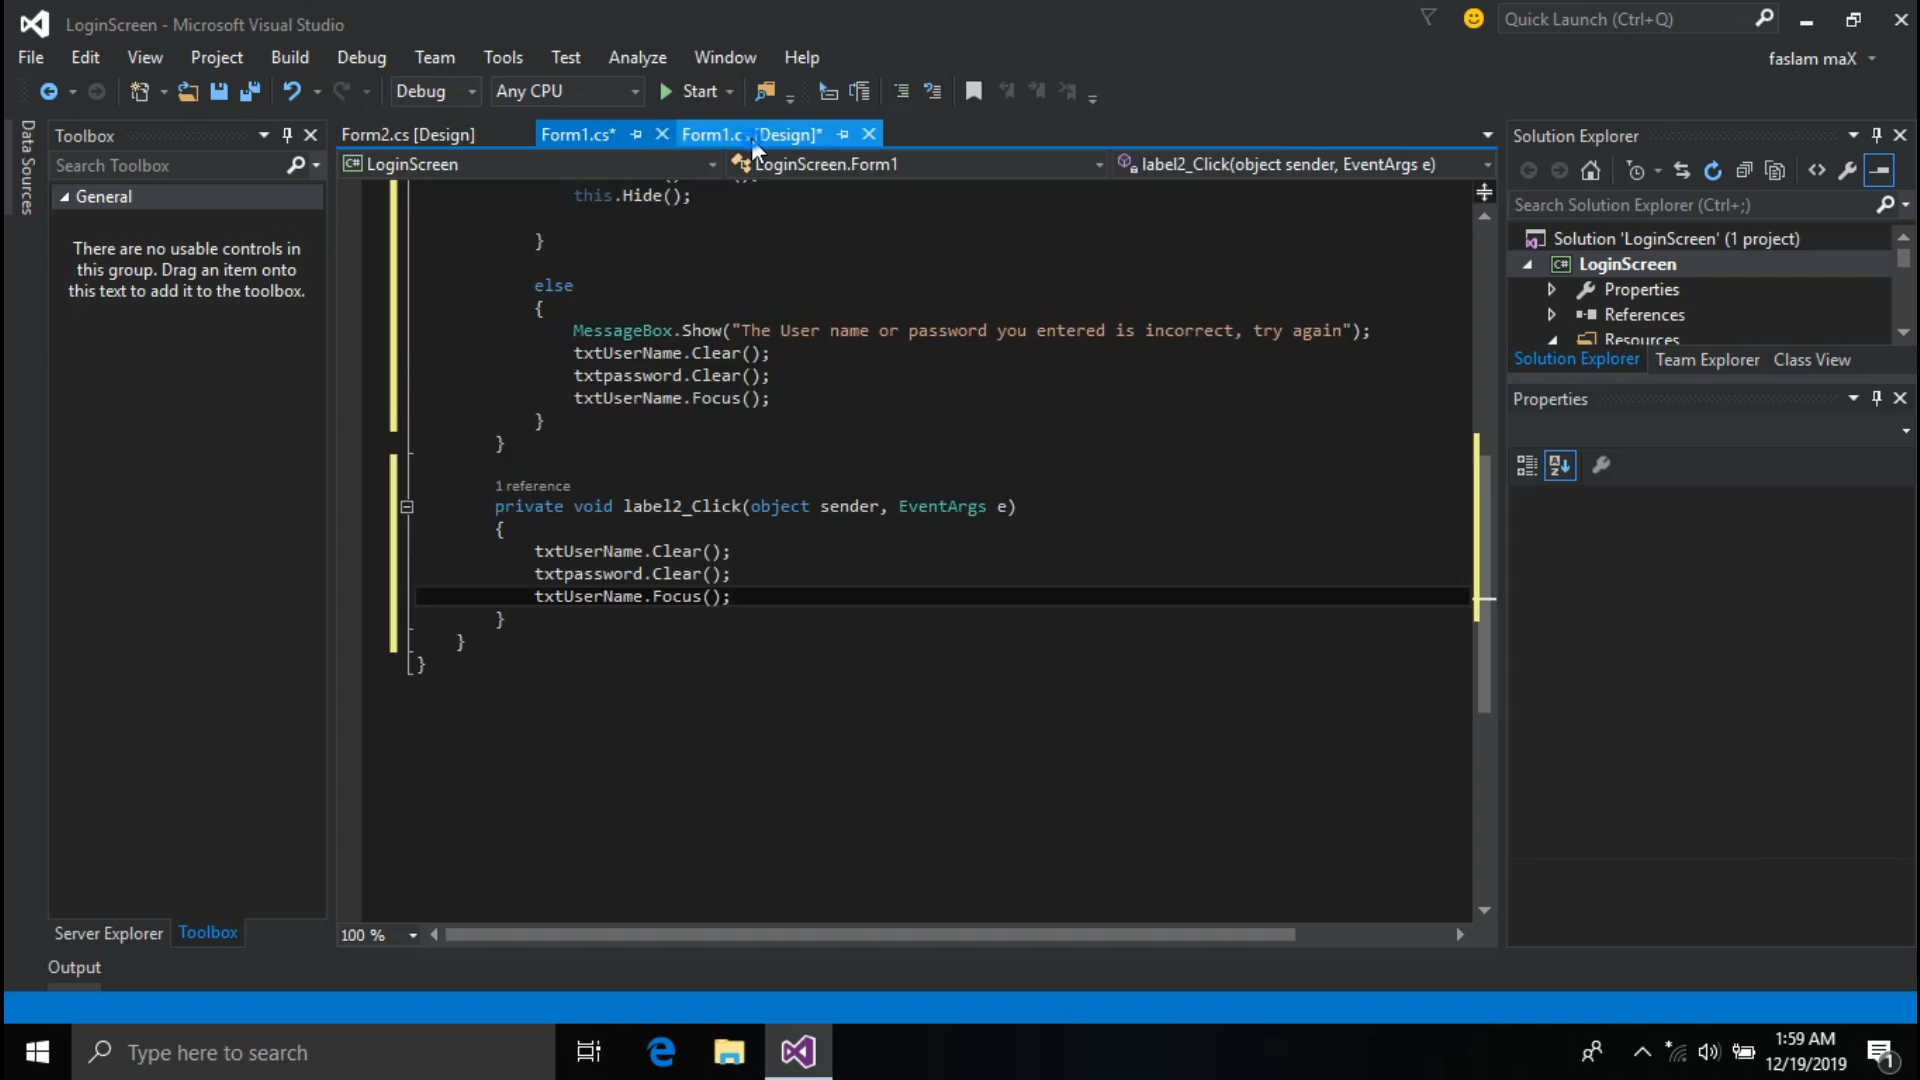 LoginScreen - Microsoft Visual Studio
Quick Launch (Ctrl+Q)
File Edit View Project Build Debug Team Tools Test Analyze Window Help
faslam maX
Debug Any CPU Start
Data Sources
Toolbox
Search Toolbox
General
There are no usable controls in
this group. Drag an item onto
this text to add it to the toolbox.
Server Explorer Toolbox
Output
Form2.cs [Design] Form1.cs* [Design]*
LoginScreen LoginScreen.Form1 label2_Click(object sender, EventArgs e)
this.Hide();
}
else
{
MessageBox.Show("The User name or password you entered is incorrect, try again");
txtUserName.Clear();
txtpassword.Clear();
txtUserName.Focus();
}
}
1 reference
private void label2_Click(object sender, EventArgs e)
{
txtUserName.Clear();
txtpassword.Clear();
txtUserName.Focus();
}
}
}
100 %
Solution Explorer
Search Solution Explorer (Ctrl+;)
Solution 'LoginScreen' (1 project)
C# LoginScreen
Properties
References
Resources
Solution Explorer Team Explorer Class View
Properties
Type here to search
1:59 AM
12/19/2019
1